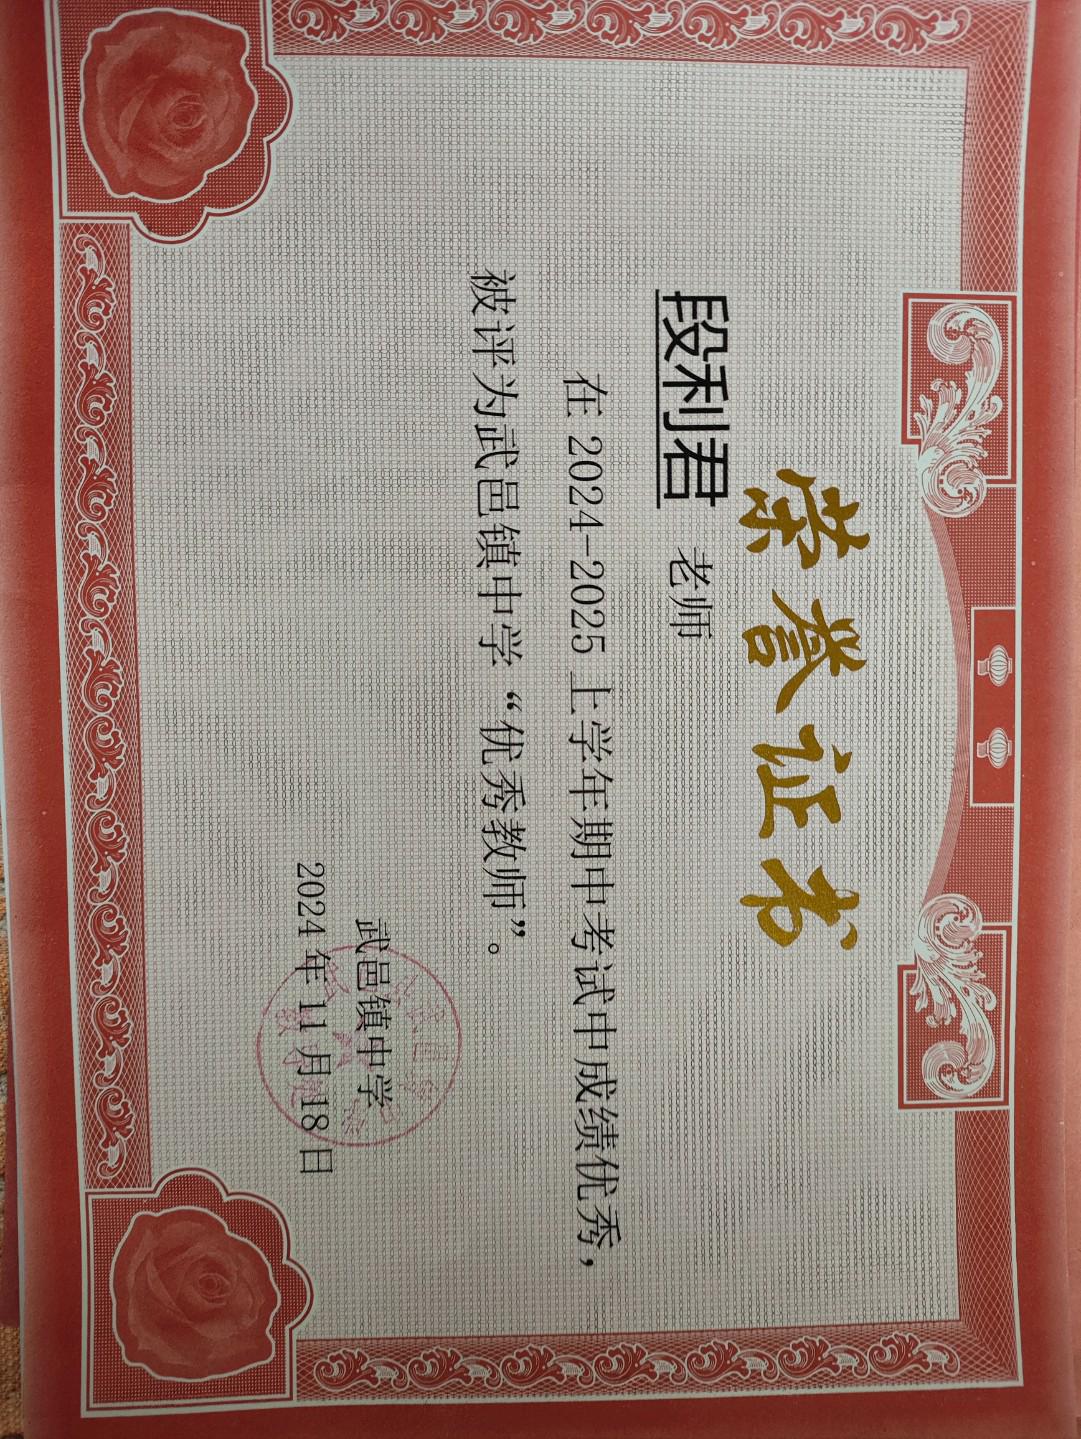 荣誉证书
段利君 老师
在 2024-2025 上学年期中考试中成绩优秀,
被评为武邑镇中学“优秀教师”。
武邑镇中学
2024 年 11 月 18 日